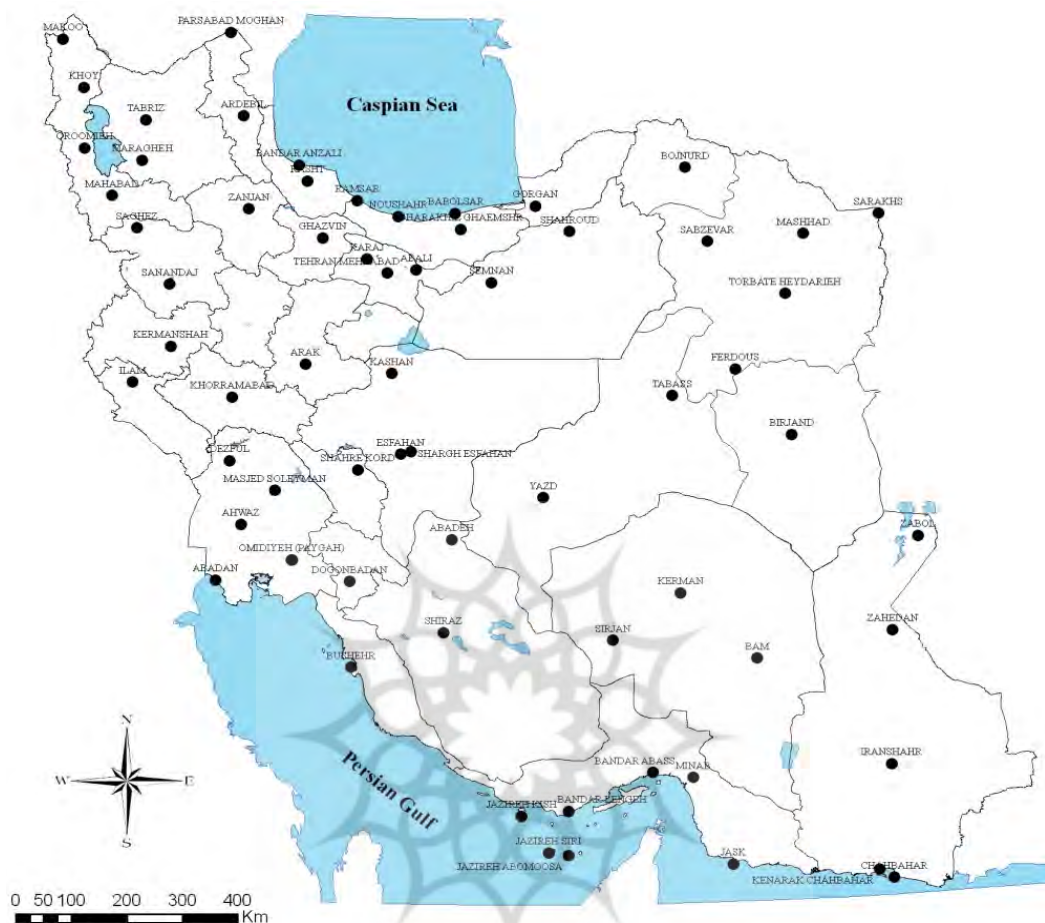 PARSABAD MOGHAN
MAKOO
KHOY
TABRIZ
ARDEBIL
Caspian Sea
OROOMIEH
MARAGHEH
BANDAR ANZALI
RASHT
BOJNURD
MAHABAD
ZANJAN
RAMSAR
NOUSHAHR
BABOLSAR
GORGAN
SARAKHS
SAGHEZ
GHAZVIN
GHAEMSHR
SHAHROUD
SABZEVAR
MASHHAD
KARAJ
TEHRAN MEHRABAD
ABALI
SEMNAN
SANANDAJ
TORBATE HEYDARIEH
KERMANSHAH
ARAK
KASHAN
FERDOUS
ILAM
KHORRAMABAD
TABASS
BIRJAND
DEZFUL
ESFAHAN
SHARGH ESFAHAN
SHAHRE KORD
MASJED SOLEYMAN
YAZD
AHWAZ
ABADEH
ZABOL
OMIDIYEH (PAYGAH)
ABADAN
DOGONBADAN
KERMAN
SHIRAZ
SIRJAN
ZAHEDAN
BUSHEHR
BAM
N
W
E
S
Persian Gulf
BANDAR ABASS
MINAB
IRANSHAHR
JAZIREH KISH
BANDAR LENGEH
JAZIREH SIRI
JAZIREH ABOMOOSA
JASK
CHAHBAHAR
KENARAK CHAHBAHAR
0 50 100 200 300 400
Km